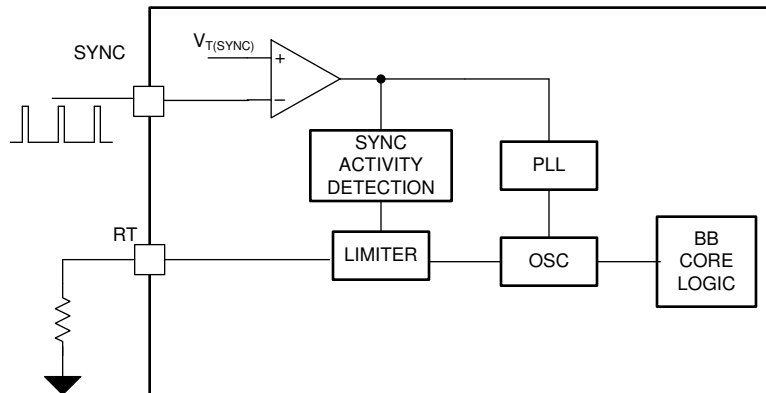 V_T(SYNC)
SYNC
+
−
SYNC
ACTIVITY
DETECTION
PLL
RT
LIMITER
OSC
BB
CORE
LOGIC